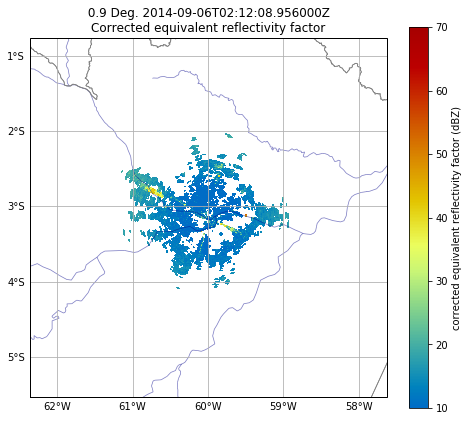 0.9 Deg. 2014-09-06T02:12:08.956000Z
Corrected equivalent reflectivity factor
1°S
2°S
3°S
4°S
5°S
62°W 61°W 60°W 59°W 58°W
70
60
50
40
30
20
10
corrected equivalent reflectivity factor (dBZ)